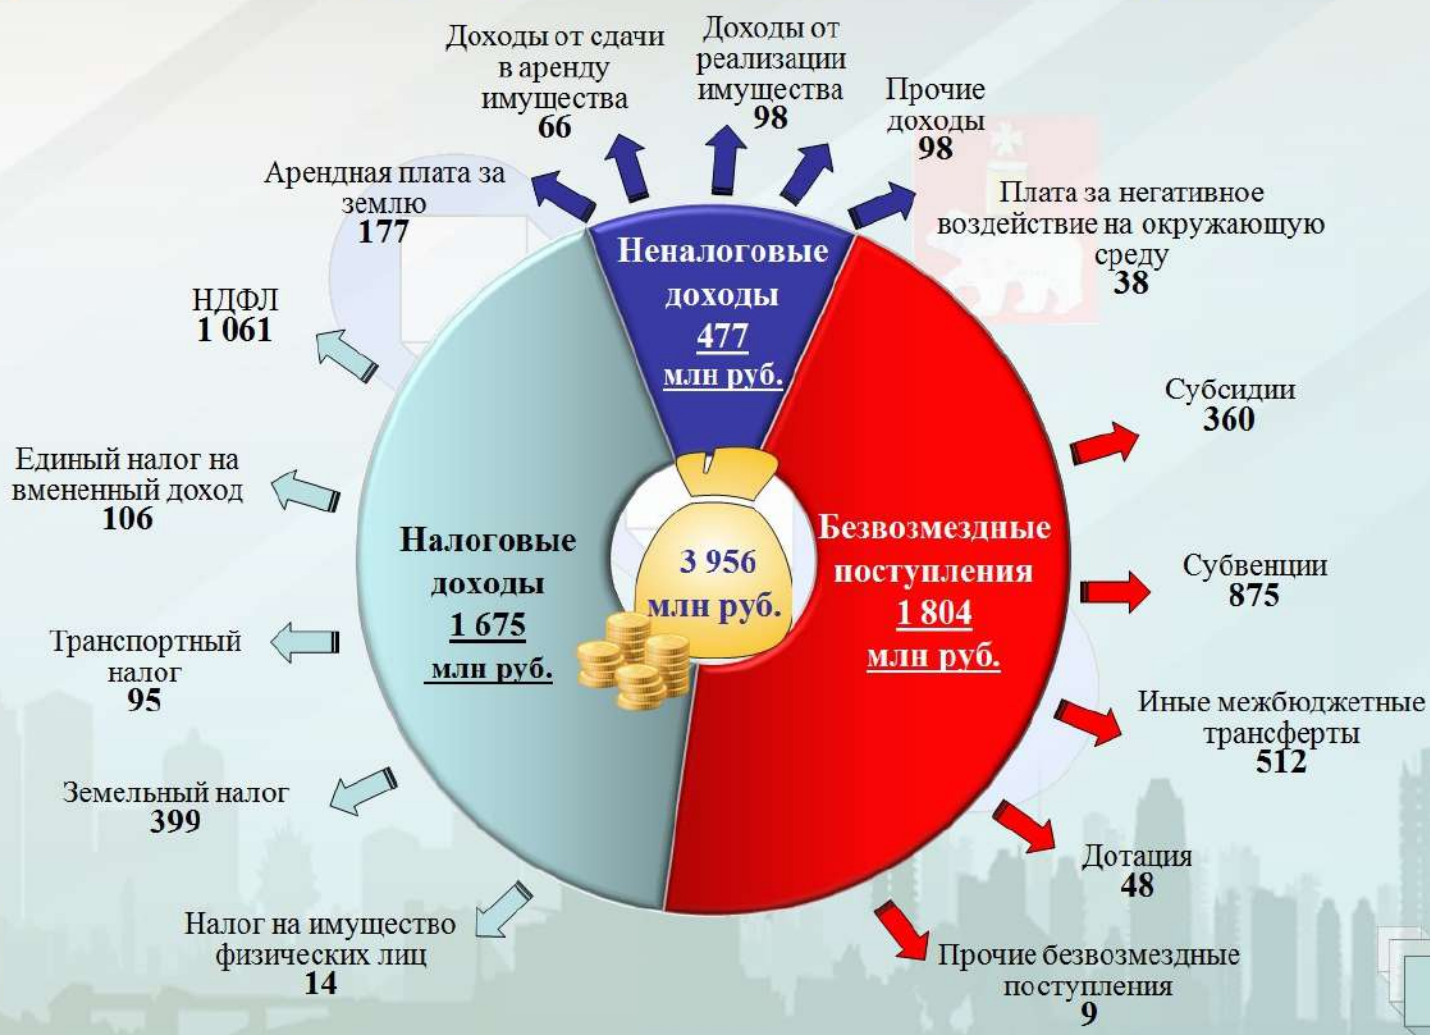 Доходы от сдачи
в аренду
имущества
66
Доходы от
реализации
имущества
98
Прочие
доходы
98
Арендная плата за
землю
177
Плата за негативное
воздействие на окружающую
среду
38
НДФЛ
1 061
Единый налог на
вмененный доход
106
Транспортный
налог
95
Земельный налог
399
Налог на имущество
физических лиц
14
Неналоговые
доходы
477
млн руб.
Налоговые
доходы
1 675
млн руб.
3 956
млн руб.
Безвозмездные
поступления
1 804
млн руб.
Субсидии
360
Субвенции
875
Иные межбюджетные
трансферты
512
Дотация
48
Прочие безвозмездные
поступления
9